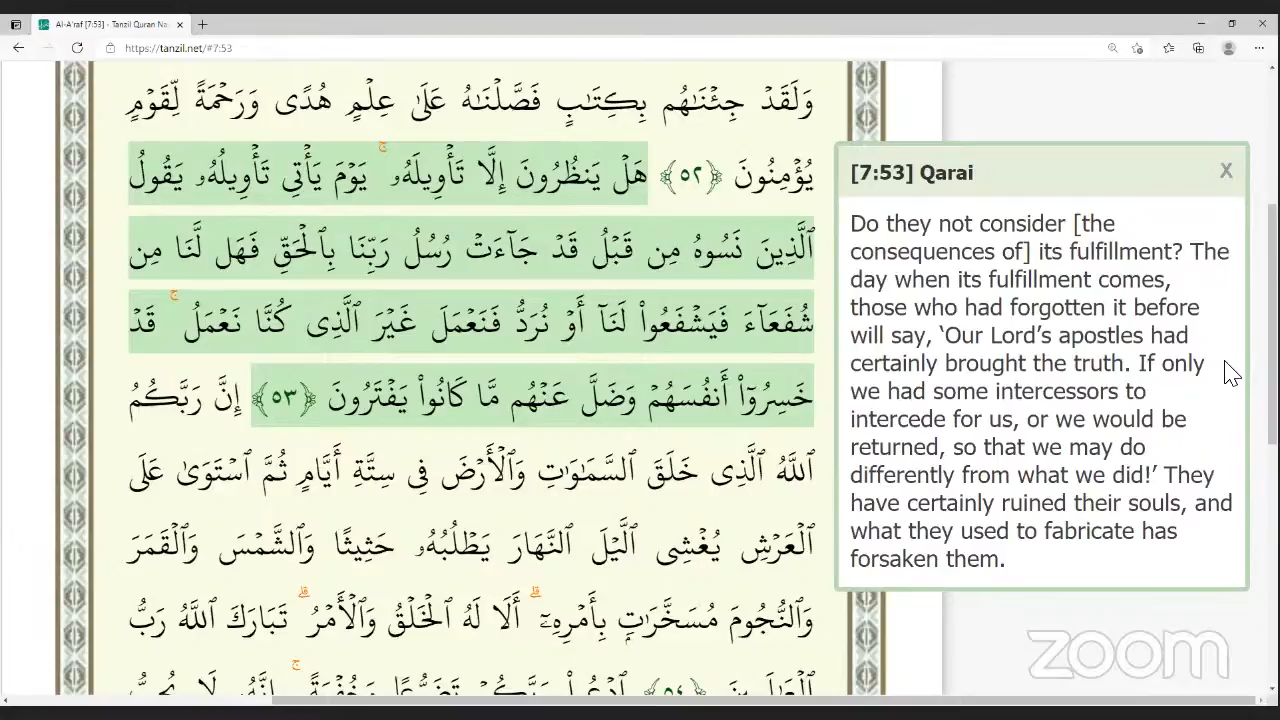 Al-A'raf [7:53] - Tanzil Quran Na
https://tanzil.net/#7:53
وَلَقَدْ جِئْنَـٰهُم بِكِتَـٰبٍ فَصَّلْنَـٰهُ عَلَىٰ عِلْمٍ هُدًى وَرَحْمَةً لِّقَوْمٍ
يُؤْمِنُونَ ﴿٥٢﴾ هَلْ يَنظُرُونَ إِلَّا تَأْوِيلَهُۥ ۚ يَوْمَ يَأْتِى تَأْوِيلُهُۥ يَقُولُ
ٱلَّذِينَ نَسُوهُ مِن قَبْلُ قَدْ جَآءَتْ رُسُلُ رَبِّنَا بِٱلْحَقِّ فَهَل لَّنَا مِن
شُفَعَآءَ فَيَشْفَعُوا۟ لَنَآ أَوْ نُرَدُّ فَنَعْمَلَ غَيْرَ ٱلَّذِى كُنَّا نَعْمَلُ ۚ قَدْ
خَسِرُوٓا۟ أَنفُسَهُمْ وَضَلَّ عَنْهُم مَّا كَانُوا۟ يَفْتَرُونَ ﴿٥٣﴾ إِنَّ رَبَّكُمُ
ٱللَّهُ ٱلَّذِى خَلَقَ ٱلسَّمَـٰوَٰتِ وَٱلْأَرْضَ فِى سِتَّةِ أَيَّامٍ ثُمَّ ٱسْتَوَىٰ عَلَى
ٱلْعَرْشِ يُغْشِى ٱلَّيْلَ ٱلنَّهَارَ يَطْلُبُهُۥ حَثِيثًا وَٱلشَّمْسَ وَٱلْقَمَرَ
وَٱلنُّجُومَ مُسَخَّرَٰتٍۭ بِأَمْرِهِۦٓ ۗ أَلَا لَهُ ٱلْخَلْقُ وَٱلْأَمْرُ ۗ تَبَارَكَ ٱللَّهُ رَبُّ
ٱلْعَـٰلَمِينَ ﴿٥٤﴾ ٱدْعُوا۟ رَبَّكُمْ تَضَرُّعًا وَخُفْيَةً ۚ إِنَّهُۥ لَا يُحِبُّ
[7:53] Qarai
X
Do they not consider [the
consequences of] its fulfillment? The
day when its fulfillment comes,
those who had forgotten it before
will say, ‘Our Lord’s apostles had
certainly brought the truth. If only
we had some intercessors to
intercede for us, or we would be
returned, so that we may do
differently from what we did!’ They
have certainly ruined their souls, and
what they used to fabricate has
forsaken them.
zoom